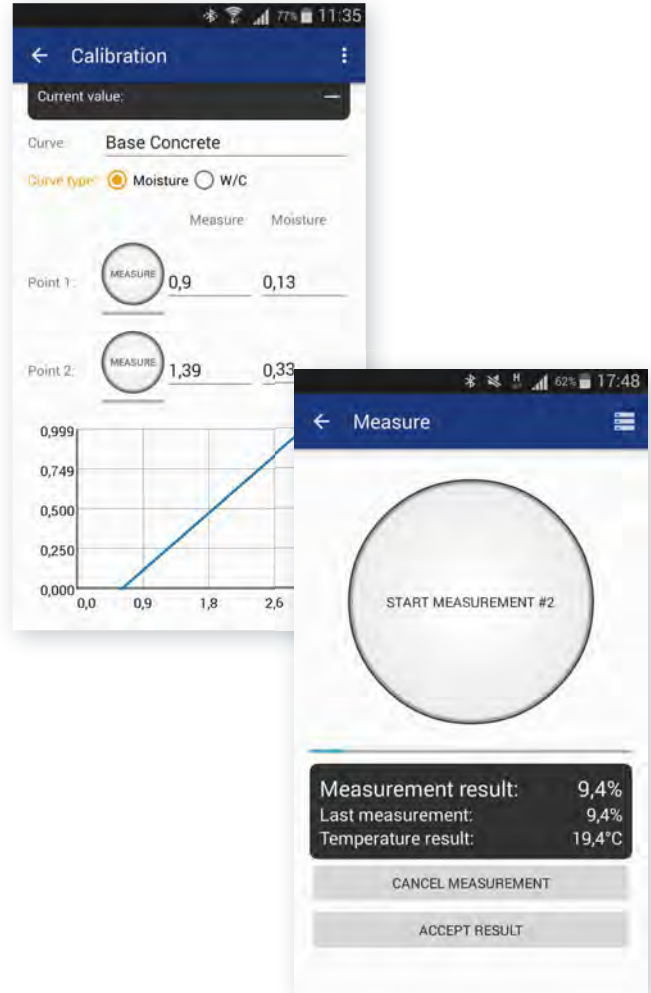 77% 11:35
Calibration
Current value: —
Curve: Base Concrete
Curve type: Moisture W/C
Measure Moisture
Point 1: MEASURE 0,9 0,13
Point 2: MEASURE 1,39 0,33
0,999
0,749
0,500
0,250
0,000
0,0 0,9 1,8 2,6
H 62% 17:48
Measure
START MEASUREMENT #2
Measurement result: 9,4%
Last measurement: 9,4%
Temperature result: 19,4°C
CANCEL MEASUREMENT
ACCEPT RESULT